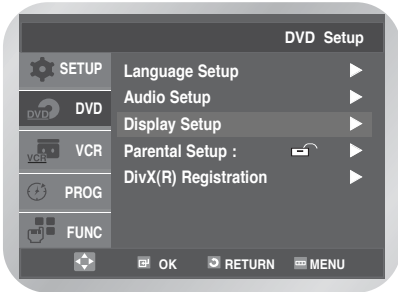 DVD Setup
SETUP
DVD
DVD
VCR
VCR
PROG
FUNC
Language Setup
Audio Setup
Display Setup
Parental Setup :
DivX(R) Registration
OK
RETURN
MENU